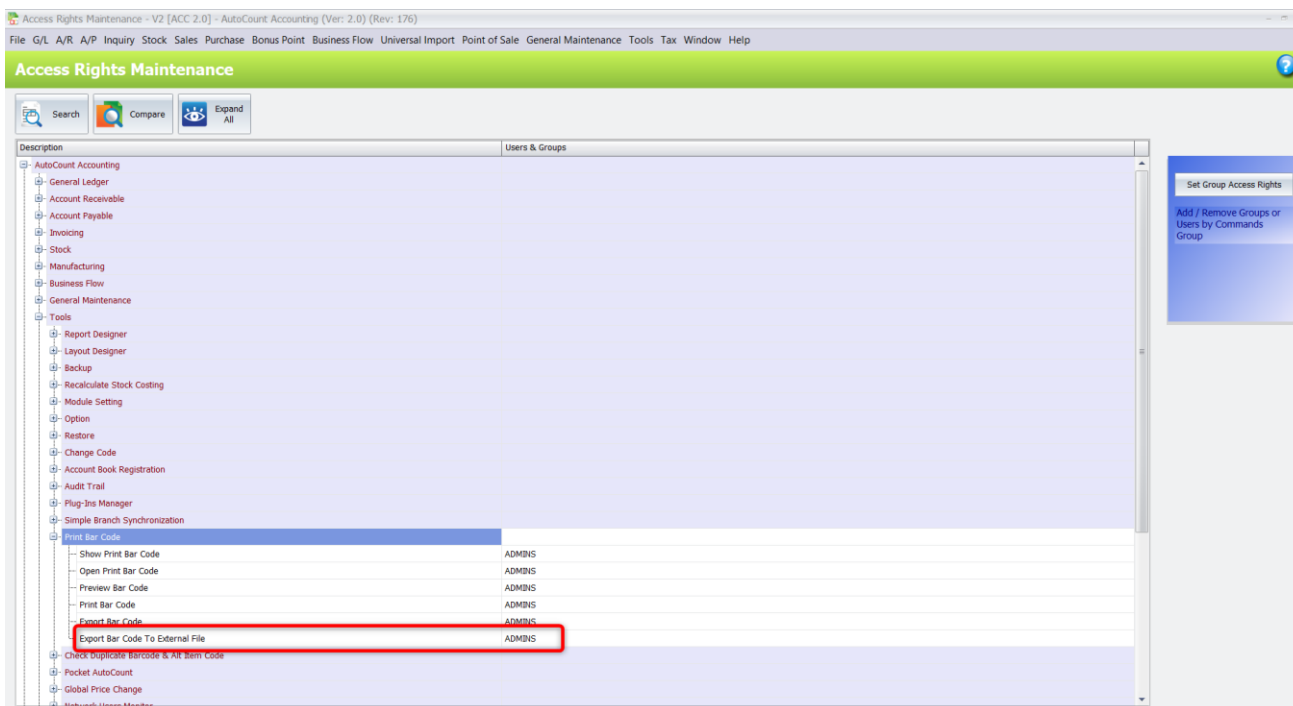 Access Rights Maintenance - V2 [ACC 2.0] - AutoCount Accounting (Ver: 2.0) (Rev: 176)
File G/L A/R A/P Inquiry Stock Sales Purchase Bonus Point Business Flow Universal Import Point of Sale General Maintenance Tools Tax Window Help
Access Rights Maintenance
Search Compare Expand All
Description Users & Groups
AutoCount Accounting
General Ledger
Account Receivable
Account Payable
Invoicing
Stock
Manufacturing
Business Flow
General Maintenance
Tools
Report Designer
Layout Designer
Backup
Recalculate Stock Costing
Module Setting
Option
Restore
Change Code
Account Book Registration
Audit Trail
Plug-Ins Manager
Simple Branch Synchronization
Print Bar Code
Show Print Bar Code ADMINS
Open Print Bar Code ADMINS
Preview Bar Code ADMINS
Print Bar Code ADMINS
Export Bar Code ADMINS
Export Bar Code To External File ADMINS
Check Duplicate Barcode & Alt Item Code
Pocket AutoCount
Global Price Change
Network Users Monitor
Set Group Access Rights
Add / Remove Groups or
Users by Commands
Group